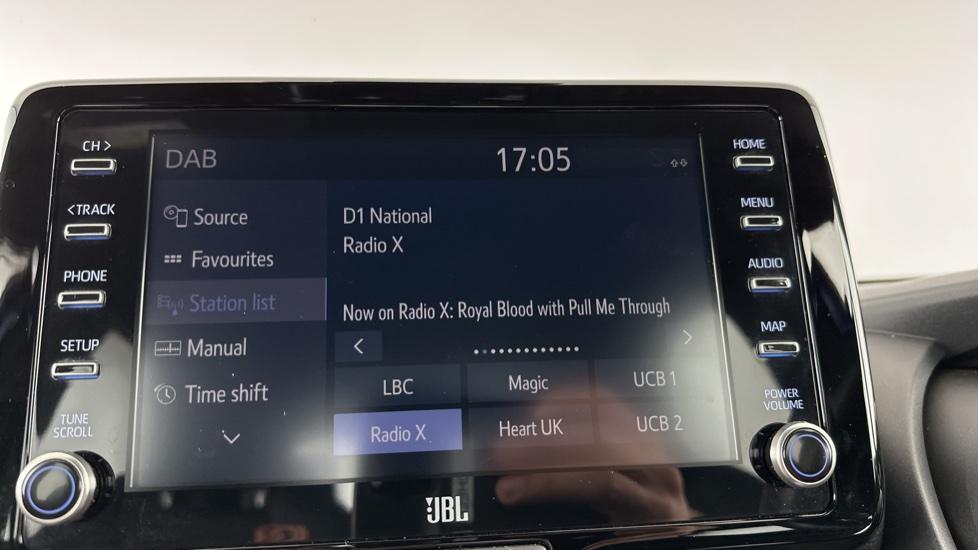 CH >
< TRACK
PHONE
SETUP
TUNE
SCROLL
DAB
17:05
Source
Favourites
Station list
Manual
Time shift
D1 National
Radio X
Now on Radio X: Royal Blood with Pull Me Through
LBC Magic UCB 1
Radio X Heart UK UCB 2
HOME
MENU
AUDIO
MAP
POWER
VOLUME
JBL